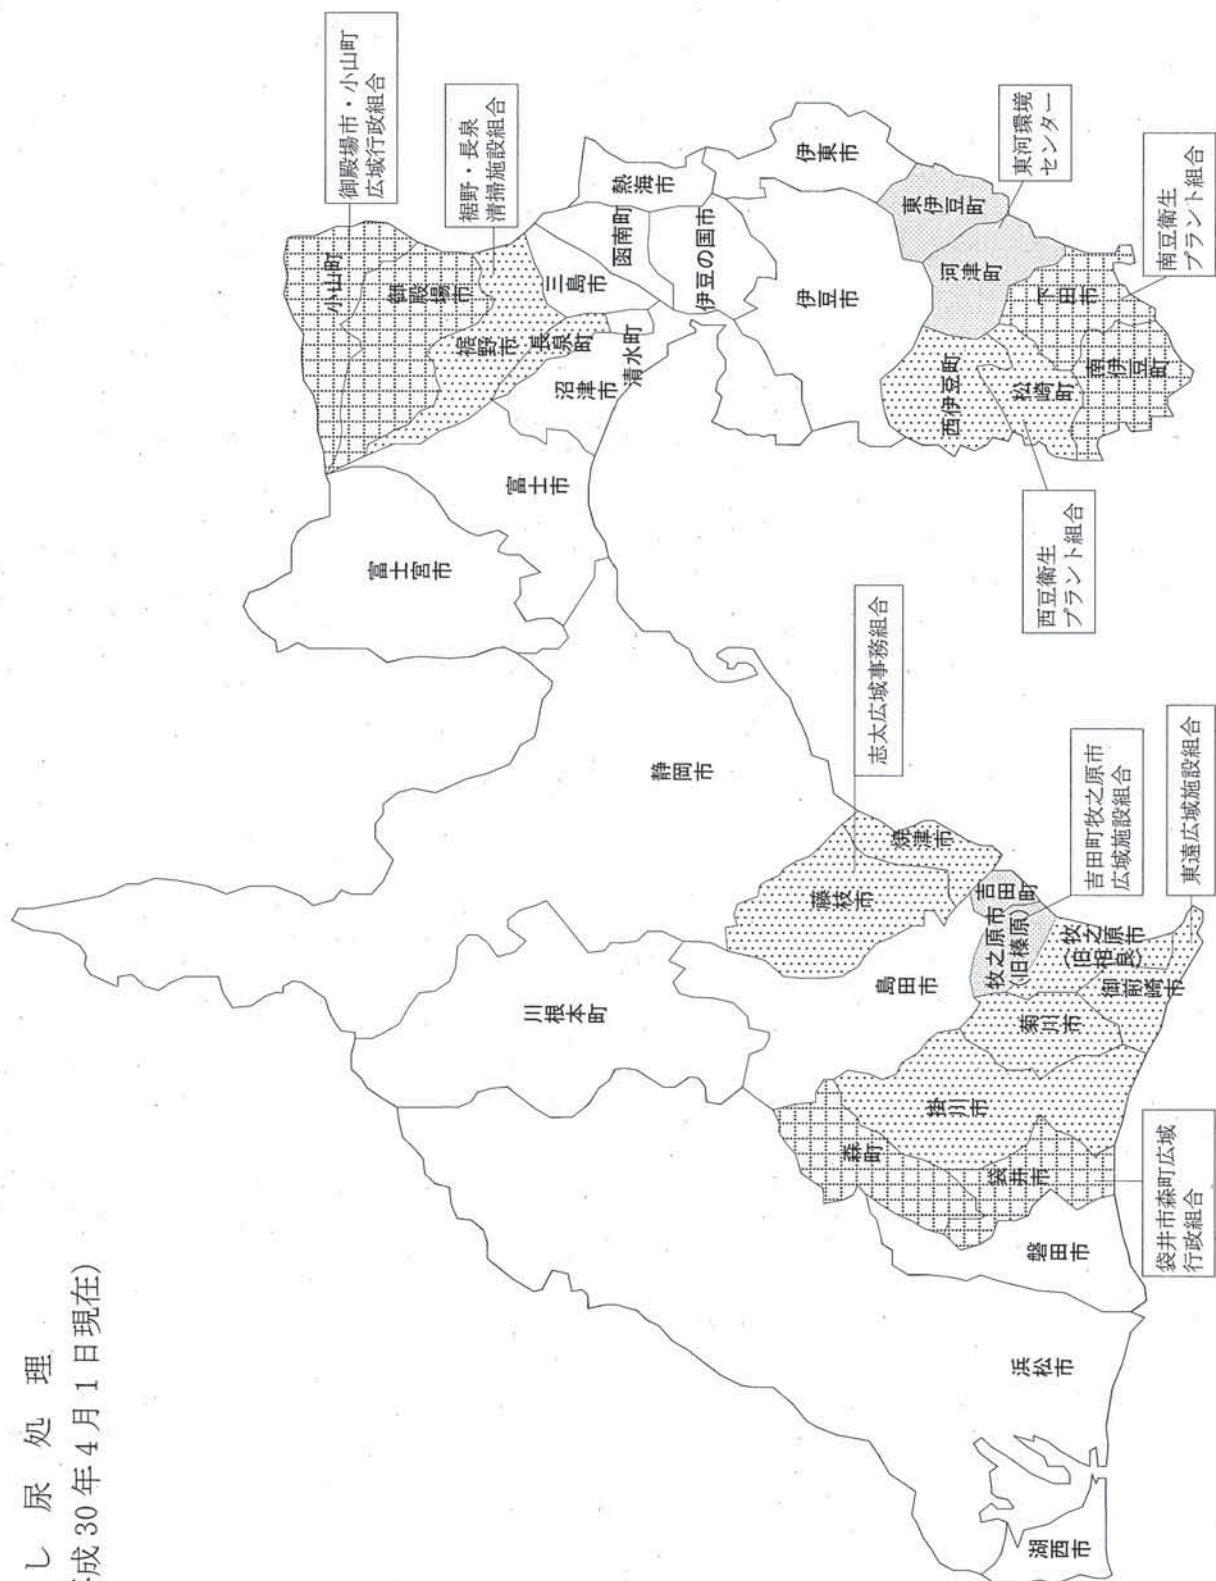 し尿処理
成30年4月1日現在)
御殿場市・小山町
広域行政組合
裾野・長泉
清掃施設組合
小山町
御殿場市
裾野市
長泉町
三島市
函南町
熱海市
清水町
沼津市
伊豆の国市
伊豆市
伊東市
東伊豆町
河津町
東河環境
センター
下田市
南伊豆町
南豆衛生
プラント組合
西伊豆町
松崎町
西豆衛生
プラント組合
富士市
富士宮市
静岡市
志太広域事務組合
焼津市
藤枝市
吉田町
牧之原市
(旧榛原)
吉田町牧之原市
広域施設組合
牧之原市
(旧相良)
御前崎市
東遠広域施設組合
島田市
川根本町
菊川市
掛川市
森町
袋井市
袋井市森町広域
行政組合
磐田市
浜松市
湖西市